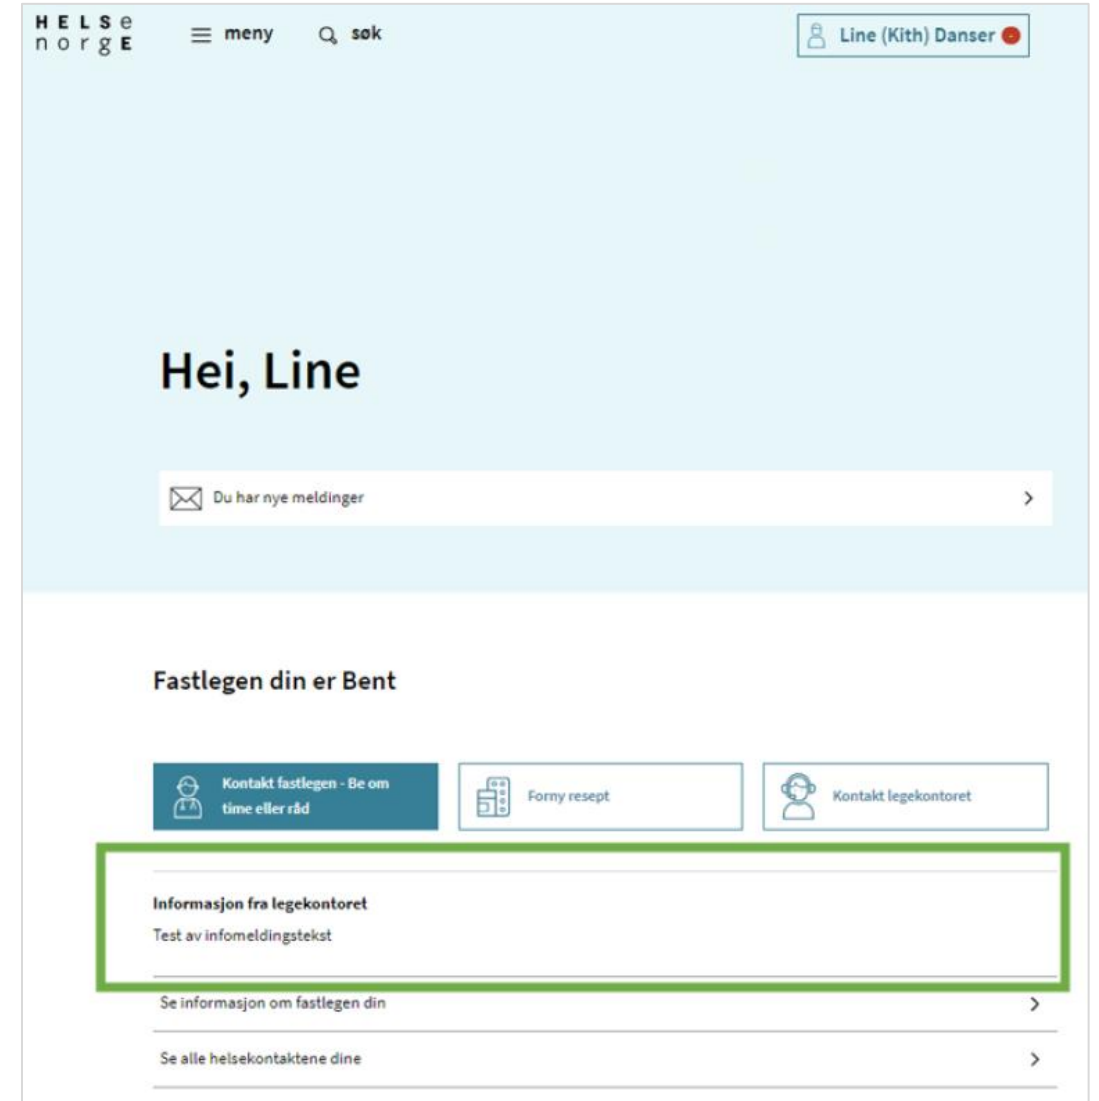 HELSe
norgE
meny
søk
Line (Kith) Danser
Hei, Line
Du har nye meldinger
Fastlegen din er Bent
Kontakt fastlegen - Be om
time eller råd
Forny resept
Kontakt legekontoret
Informasjon fra legekontoret
Test av infomeldingstekst
Se informasjon om fastlegen din
Se alle helsekontaktene dine